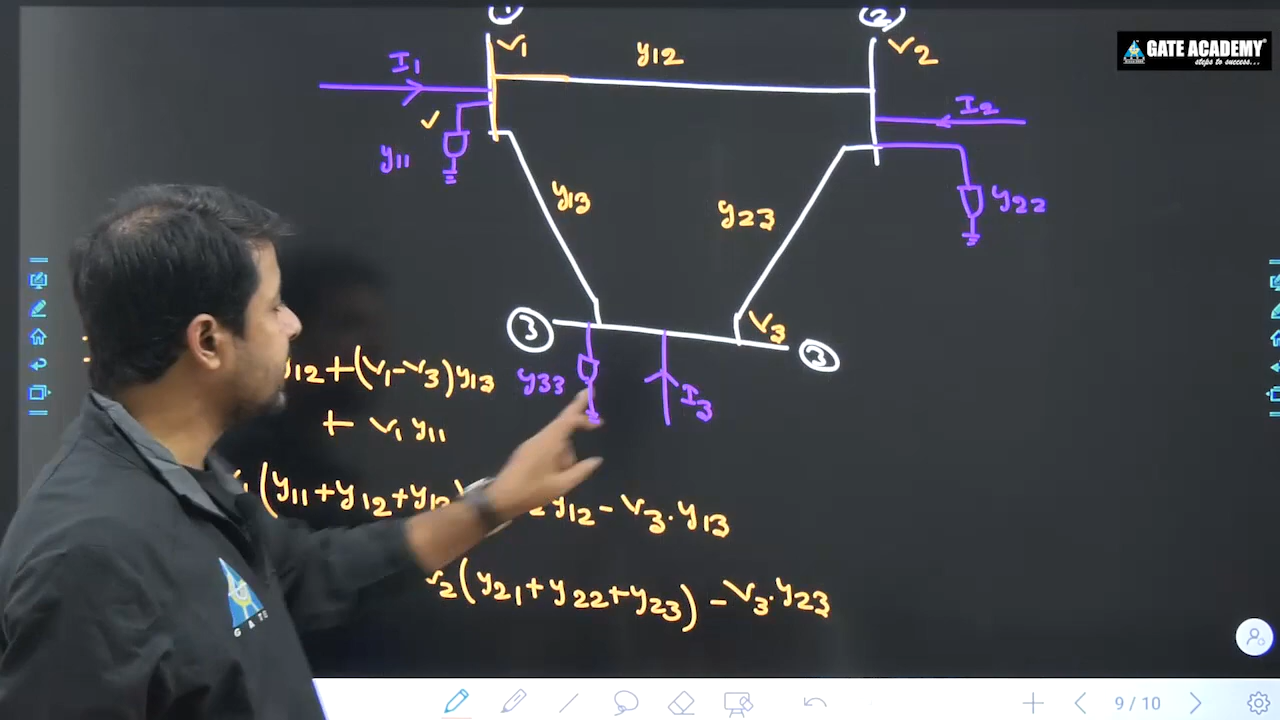 1
2
V1
y12
V2
GATE ACADEMY
steps to success...
I1
I2
V
y11
y22
y13
y23
3
V3
3
y12 + (V1-V3) y13
y33
I3
+ V1 y11
(y11+y12+y13) y12 - V3.y13
V2 (y21+y22+y23) - V3.y23
GATE
9 / 10